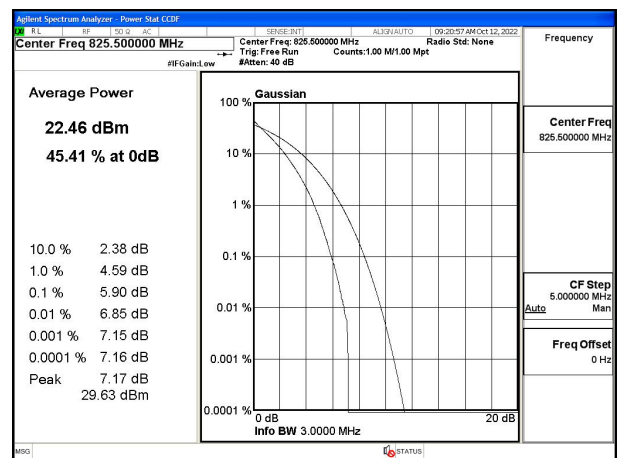 Agilent Spectrum Analyzer - Power Stat CCDF
LXI RL RF 50 Ω AC SENSE:INT ALIGN AUTO 09:20:57 AM Oct 12, 2022
Center Freq 825.500000 MHz
Center Freq: 825.500000 MHz Radio Std: None
Trig: Free Run Counts:1.00 M/1.00 Mpt
#IFGain:Low #Atten: 40 dB
Frequency
Average Power
22.46 dBm
45.41 % at 0dB
10.0 % 2.38 dB
1.0 % 4.59 dB
0.1 % 5.90 dB
0.01 % 6.85 dB
0.001 % 7.15 dB
0.0001 % 7.16 dB
Peak 7.17 dB
29.63 dBm
Gaussian
100 %
10 %
1 %
0.1 %
0.01 %
0.001 %
0.0001 %
0 dB 20 dB
Info BW 3.0000 MHz
Center Freq
825.500000 MHz
CF Step
5.000000 MHz
Auto Man
Freq Offset
0 Hz
MSG STATUS